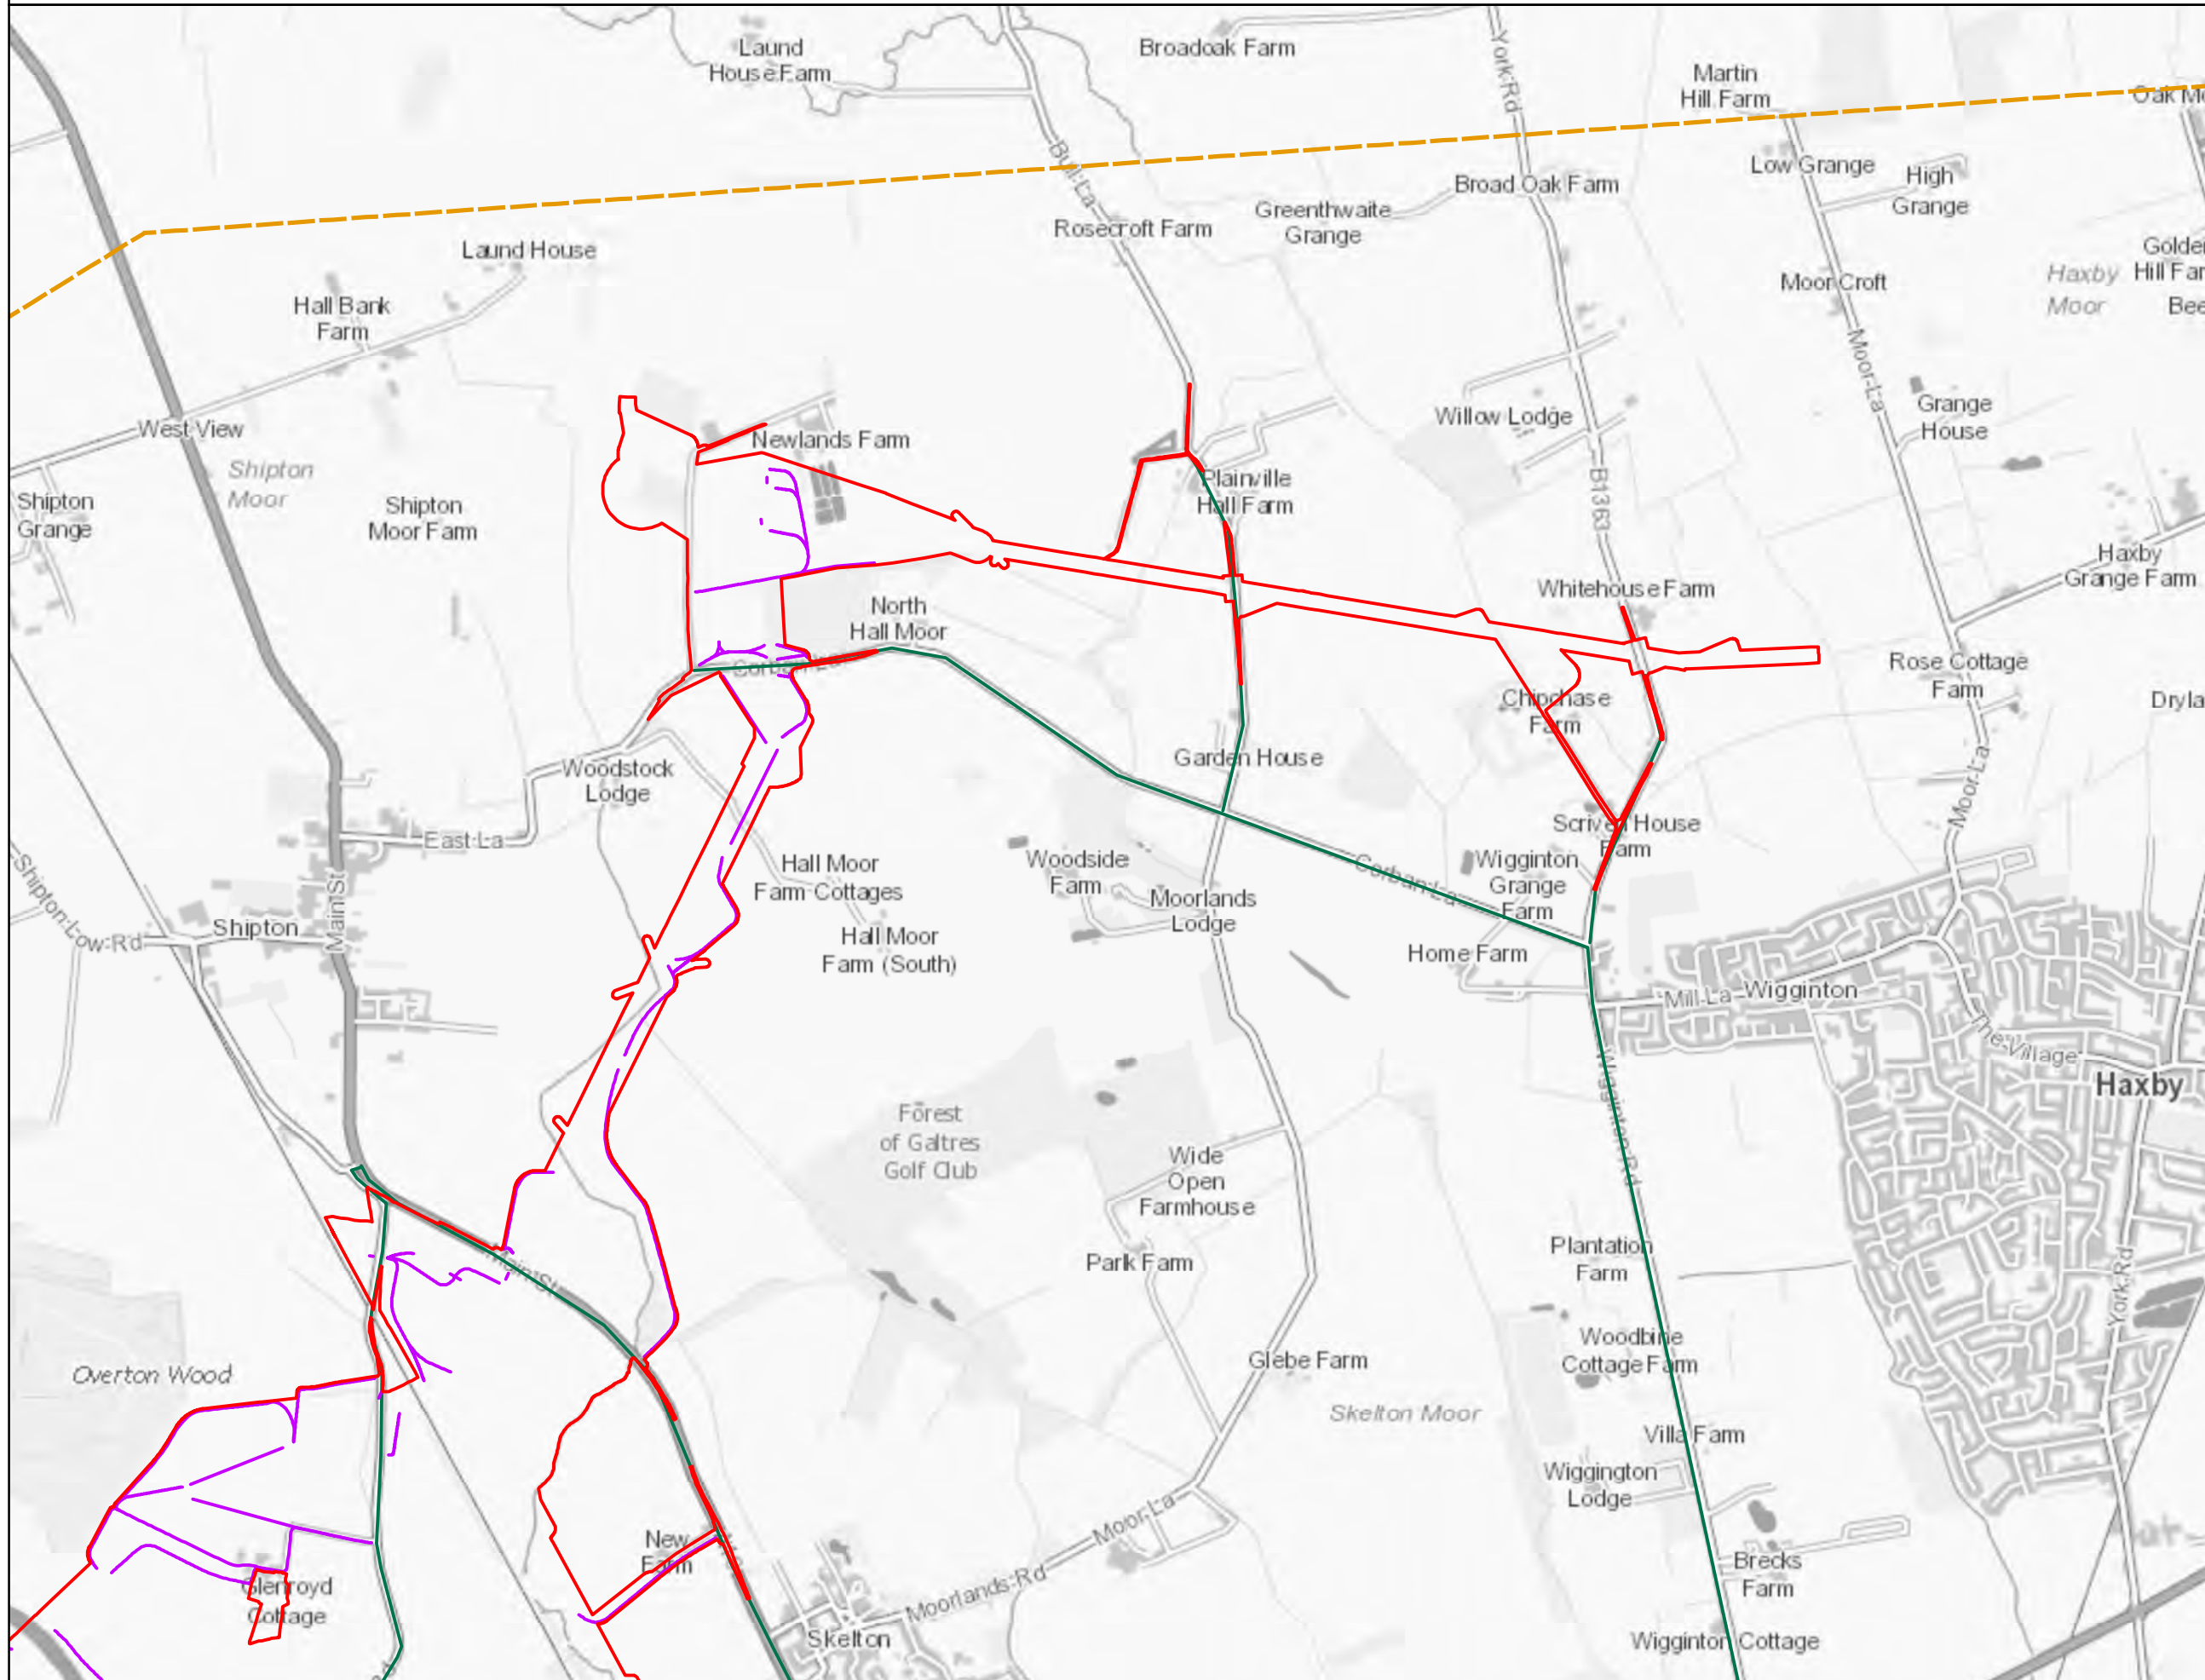 Laund
House Farm
Broadoak Farm
York Rd
Martin
Hill Farm
Bull La
Low Grange
High
Grange
Broad Oak Farm
Greenthwaite
Grange
Rosecroft Farm
Laund House
Hall Bank
Farm
Moor Croft
Haxby
Moor
Moor La
West View
Shipton
Moor
Shipton
Grange
Shipton
Moor Farm
Newlands Farm
Plainville
Hall Farm
Willow Lodge
B1363
Grange
House
Haxby
Grange Farm
Whitehouse Farm
North
Hall Moor
Rose Cottage
Farm
Chipchase
Farm
Garden House
Woodstock
Lodge
East La
Main St
Shipton
Shipton Low Rd
Hall Moor
Farm Cottages
Hall Moor
Farm (South)
Woodside
Farm
Moorlands
Lodge
Corban La
Wigginton
Grange
Farm
Scriven House
Farm
Home Farm
Moor La
Mill La
Wigginton
The Village
Haxby
Wigginton Rd
Forest
of Galtres
Golf Club
Wide
Open
Farmhouse
Park Farm
Plantation
Farm
York Rd
Main St
Overton Wood
Woodbine
Cottage Farm
Glebe Farm
Skelton Moor
Villa Farm
Wiggington
Lodge
Moor La
New
Farm
Glenroyd
Cottage
Moorlands Rd
Skelton
Brecks
Farm
Wigginton Cottage